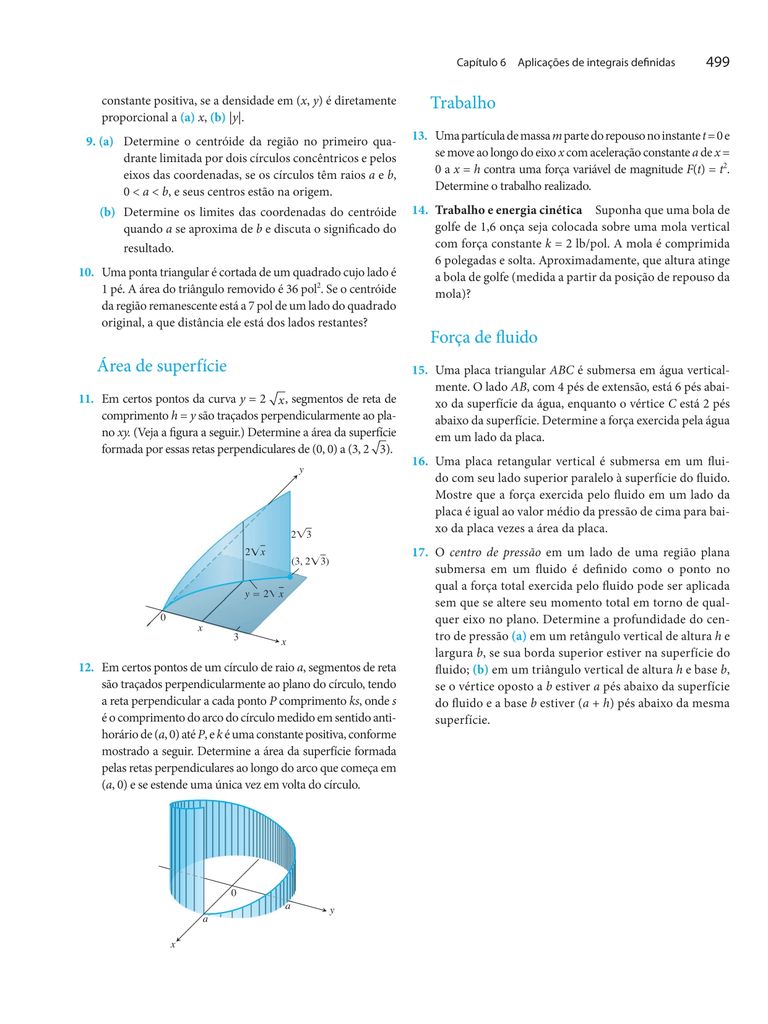 Capítulo 6 Aplicações de integrais definidas 499
constante positiva, se a densidade em (x, y) é diretamente
proporcional a (a) x, (b) |y|.
9. (a) Determine o centróide da região no primeiro qua-
drante limitada por dois círculos concêntricos e pelos
eixos das coordenadas, se os círculos têm raios a e b,
0 < a < b, e seus centros estão na origem.
(b) Determine os limites das coordenadas do centróide
quando a se aproxima de b e discuta o significado do
resultado.
10. Uma ponta triangular é cortada de um quadrado cujo lado é
1 pé. A área do triângulo removido é 36 pol². Se o centróide
da região remanescente está a 7 pol de um lado do quadrado
original, a que distância ele está dos lados restantes?
Área de superfície
11. Em certos pontos da curva y = 2 √x, segmentos de reta de
comprimento h = y são traçados perpendicularmente ao pla-
no xy. (Veja a figura a seguir.) Determine a área da superfície
formada por essas retas perpendiculares de (0, 0) a (3, 2 √3).
y
2√3
2√x
(3, 2√3)
y = 2√x
0
x
3
x
12. Em certos pontos de um círculo de raio a, segmentos de reta
são traçados perpendicularmente ao plano do círculo, tendo
a reta perpendicular a cada ponto P comprimento ks, onde s
é o comprimento do arco do círculo medido em sentido anti-
horário de (a, 0) até P, e k é uma constante positiva, conforme
mostrado a seguir. Determine a área da superfície formada
pelas retas perpendiculares ao longo do arco que começa em
(a, 0) e se estende uma única vez em volta do círculo.
0
a
a
y
x
Trabalho
13. Uma partícula de massa m parte do repouso no instante t = 0 e
se move ao longo do eixo x com aceleração constante a de x =
0 a x = h contra uma força variável de magnitude F(t) = t².
Determine o trabalho realizado.
14. Trabalho e energia cinética Suponha que uma bola de
golfe de 1,6 onça seja colocada sobre uma mola vertical
com força constante k = 2 lb/pol. A mola é comprimida
6 polegadas e solta. Aproximadamente, que altura atinge
a bola de golfe (medida a partir da posição de repouso da
mola)?
Força de fluido
15. Uma placa triangular ABC é submersa em água vertical-
mente. O lado AB, com 4 pés de extensão, está 6 pés abai-
xo da superfície da água, enquanto o vértice C está 2 pés
abaixo da superfície. Determine a força exercida pela água
em um lado da placa.
16. Uma placa retangular vertical é submersa em um flui-
do com seu lado superior paralelo à superfície do fluido.
Mostre que a força exercida pelo fluido em um lado da
placa é igual ao valor médio da pressão de cima para bai-
xo da placa vezes a área da placa.
17. O centro de pressão em um lado de uma região plana
submersa em um fluido é definido como o ponto no
qual a força total exercida pelo fluido pode ser aplicada
sem que se altere seu momento total em torno de qual-
quer eixo no plano. Determine a profundidade do cen-
tro de pressão (a) em um retângulo vertical de altura h e
largura b, se sua borda superior estiver na superfície do
fluido; (b) em um triângulo vertical de altura h e base b,
se o vértice oposto a b estiver a pés abaixo da superfície
do fluido e a base b estiver (a + h) pés abaixo da mesma
superfície.